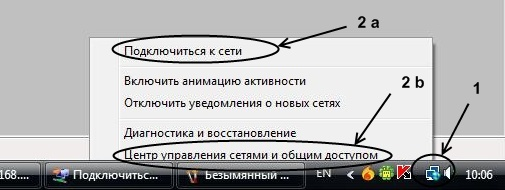 2 a
Подключиться к сети
Включить анимацию активности
2 b
Отключить уведомления о новых сетях
1
Диагностика и восстановление
Центр управления сетями и общим доступом
168.... Подключитьс... Безымянный EN 10:06